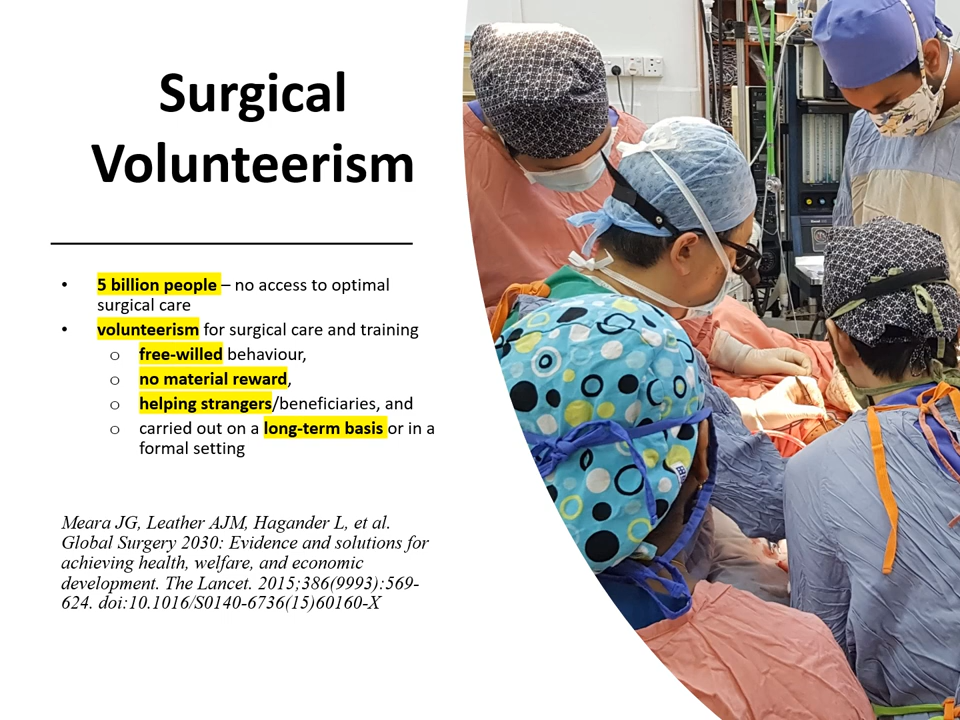 Surgical
Volunteerism
• 5 billion people – no access to optimal
surgical care
• volunteerism for surgical care and training
o free-willed behaviour,
o no material reward,
o helping strangers/beneficiaries, and
o carried out on a long-term basis or in a
formal setting
Meara JG, Leather AJM, Hagander L, et al.
Global Surgery 2030: Evidence and solutions for
achieving health, welfare, and economic
development. The Lancet. 2015;386(9993):569-
624. doi:10.1016/S0140-6736(15)60160-X